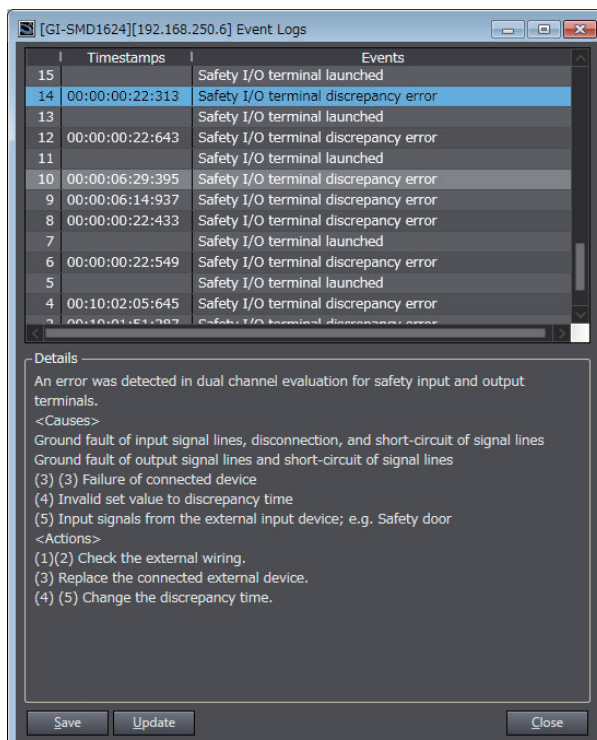 [GI-SMD1624][192.168.250.6] Event Logs
Timestamps Events
15 Safety I/O terminal launched
14 00:00:00:22:313 Safety I/O terminal discrepancy error
13 Safety I/O terminal launched
12 00:00:00:22:643 Safety I/O terminal discrepancy error
11 Safety I/O terminal launched
10 00:00:06:29:395 Safety I/O terminal discrepancy error
9 00:00:06:14:937 Safety I/O terminal discrepancy error
8 00:00:00:22:433 Safety I/O terminal discrepancy error
7 Safety I/O terminal launched
6 00:00:00:22:549 Safety I/O terminal discrepancy error
5 Safety I/O terminal launched
4 00:10:02:05:645 Safety I/O terminal discrepancy error
Safety I/O terminal discrepancy error
Details
An error was detected in dual channel evaluation for safety input and output
terminals.
<Causes>
Ground fault of input signal lines, disconnection, and short-circuit of signal lines
Ground fault of output signal lines and short-circuit of signal lines
(3) (3) Failure of connected device
(4) Invalid set value to discrepancy time
(5) Input signals from the external input device; e.g. Safety door
<Actions>
(1)(2) Check the external wiring.
(3) Replace the connected external device.
(4) (5) Change the discrepancy time.
Save Update Close